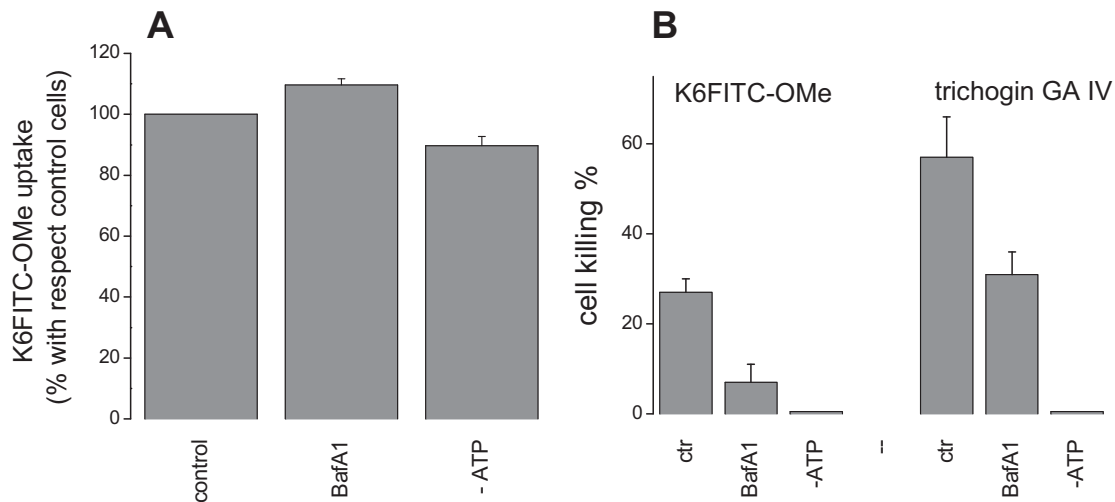 A
K6FITC-OMe uptake
(% with respect control cells)
120
100
80
60
40
20
0
control
BafA1
- ATP
B
cell killing %
60
40
20
0
K6FITC-OMe
trichogin GA IV
ctr
BafA1
-ATP
--
ctr
BafA1
-ATP